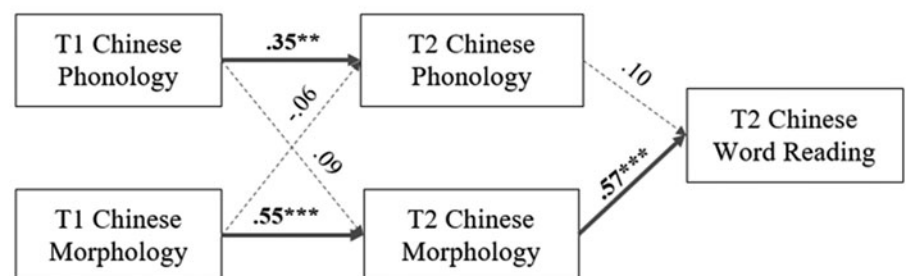 T1 Chinese
Phonology
.35**
T2 Chinese
Phonology
.10
-.06
.09
T2 Chinese
Word Reading
.57***
T1 Chinese
Morphology
.55***
T2 Chinese
Morphology